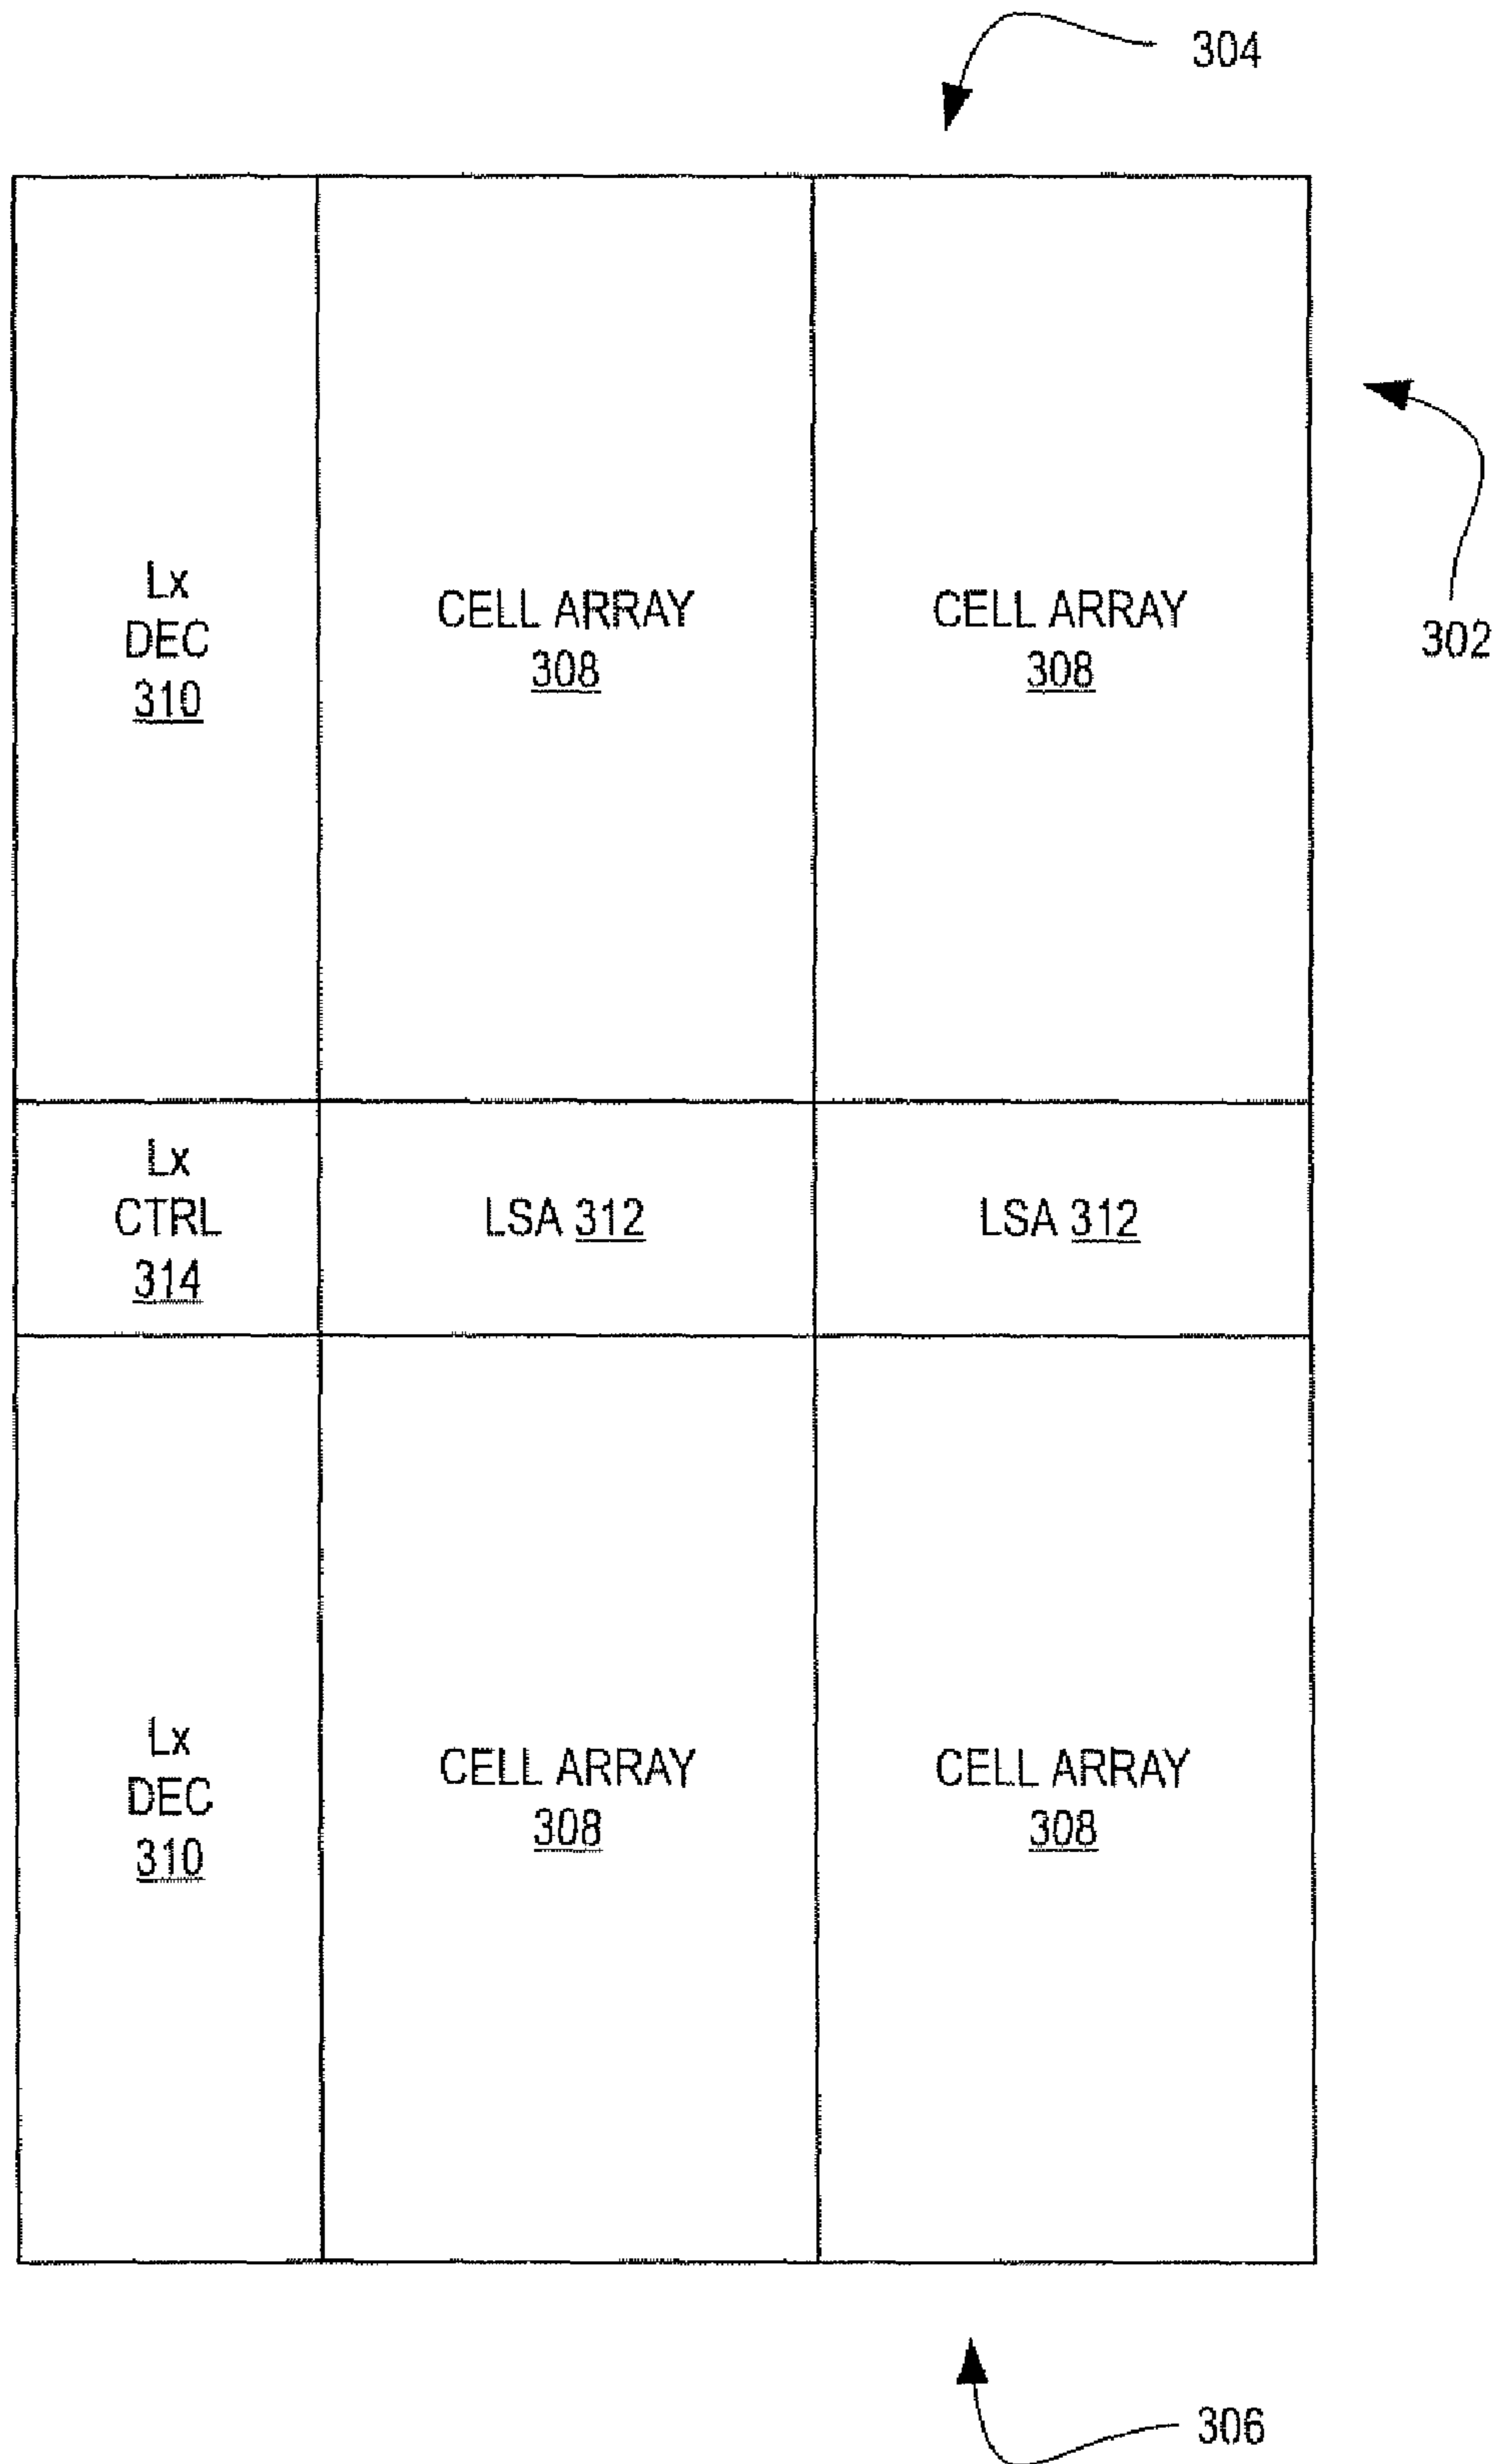 304
302
Lx
DEC
310
CELL ARRAY
308
CELL ARRAY
308
Lx
CTRL
314
LSA 312
LSA 312
Lx
DEC
310
CELL ARRAY
308
CELL ARRAY
308
306